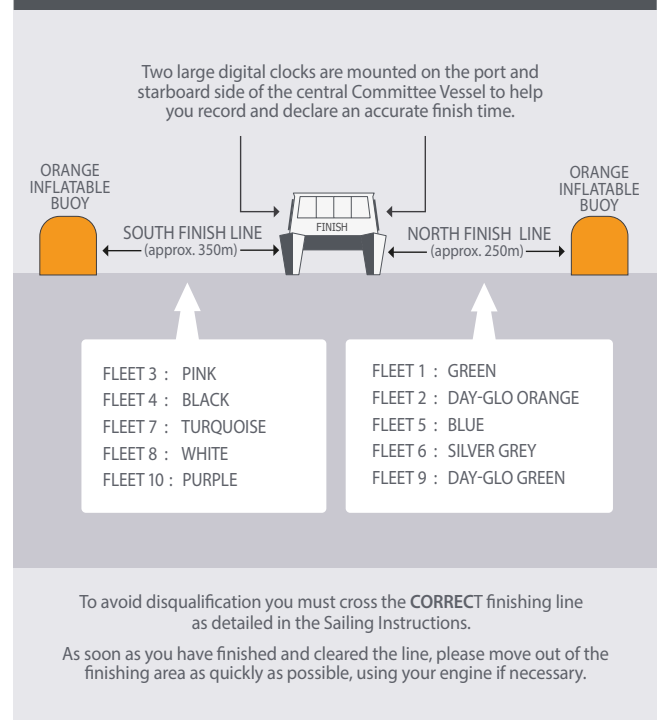 Two large digital clocks are mounted on the port and
starboard side of the central Committee Vessel to help
you record and declare an accurate finish time.
ORANGE
INFLATABLE
BUOY
SOUTH FINISH LINE
(approx. 350m)
FINISH
NORTH FINISH LINE
(approx. 250m)
ORANGE
INFLATABLE
BUOY
FLEET 3 : PINK
FLEET 4 : BLACK
FLEET 7 : TURQUOISE
FLEET 8 : WHITE
FLEET 10 : PURPLE
FLEET 1 : GREEN
FLEET 2 : DAY-GLO ORANGE
FLEET 5 : BLUE
FLEET 6 : SILVER GREY
FLEET 9 : DAY-GLO GREEN
To avoid disqualification you must cross the CORRECT finishing line
as detailed in the Sailing Instructions.
As soon as you have finished and cleared the line, please move out of the
finishing area as quickly as possible, using your engine if necessary.